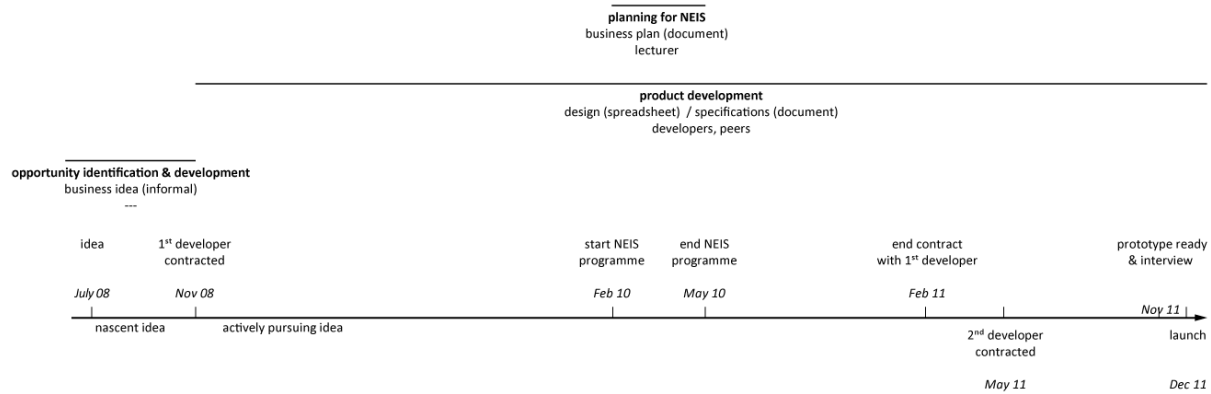 planning for NEIS
business plan (document)
lecturer
product development
design (spreadsheet) / specifications (document)
developers, peers
opportunity identification & development
business idea (informal)
---
idea
1st developer
contracted
start NEIS
programme
end NEIS
programme
end contract
with 1st developer
prototype ready
& interview
July 08
Nov 08
Feb 10
May 10
Feb 11
Nov 11
nascent idea
actively pursuing idea
2nd developer
contracted
launch
May 11
Dec 11